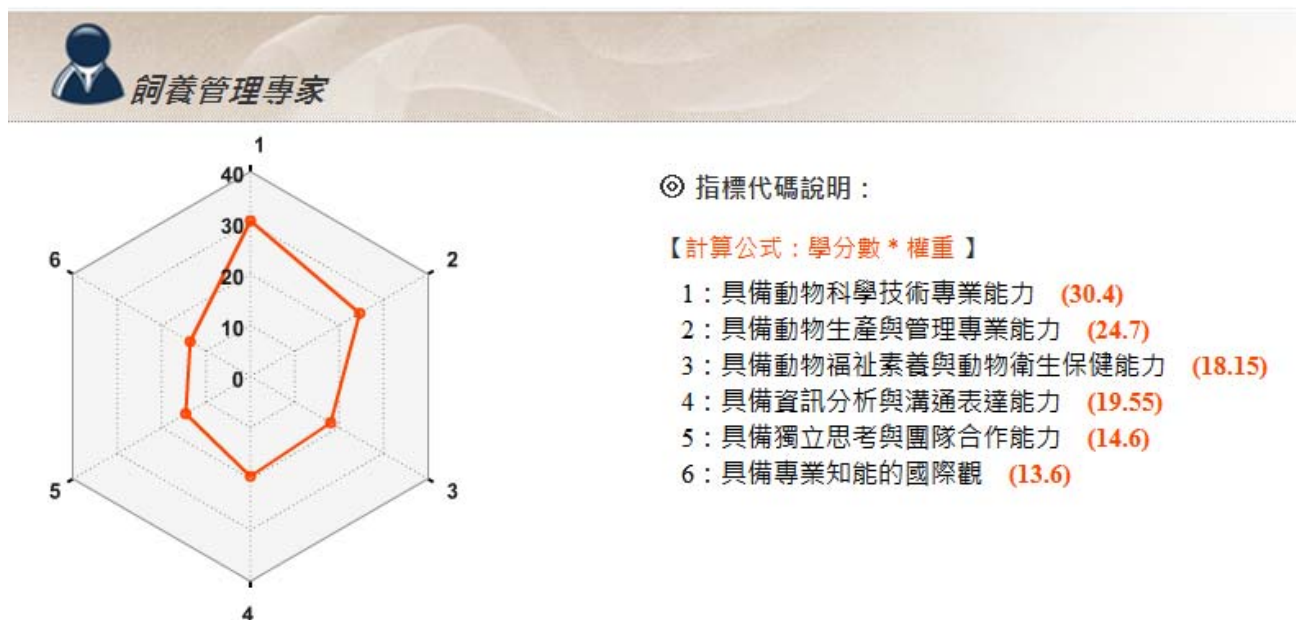 飼養管理專家
1
40
30
20
10
0
6
2
5
3
4
◎ 指標代碼說明：
【計算公式：學分數 * 權重 】
1：具備動物科學技術專業能力 (30.4)
2：具備動物生產與管理專業能力 (24.7)
3：具備動物福祉素養與動物衛生保健能力 (18.15)
4：具備資訊分析與溝通表達能力 (19.55)
5：具備獨立思考與團隊合作能力 (14.6)
6：具備專業知能的國際觀 (13.6)